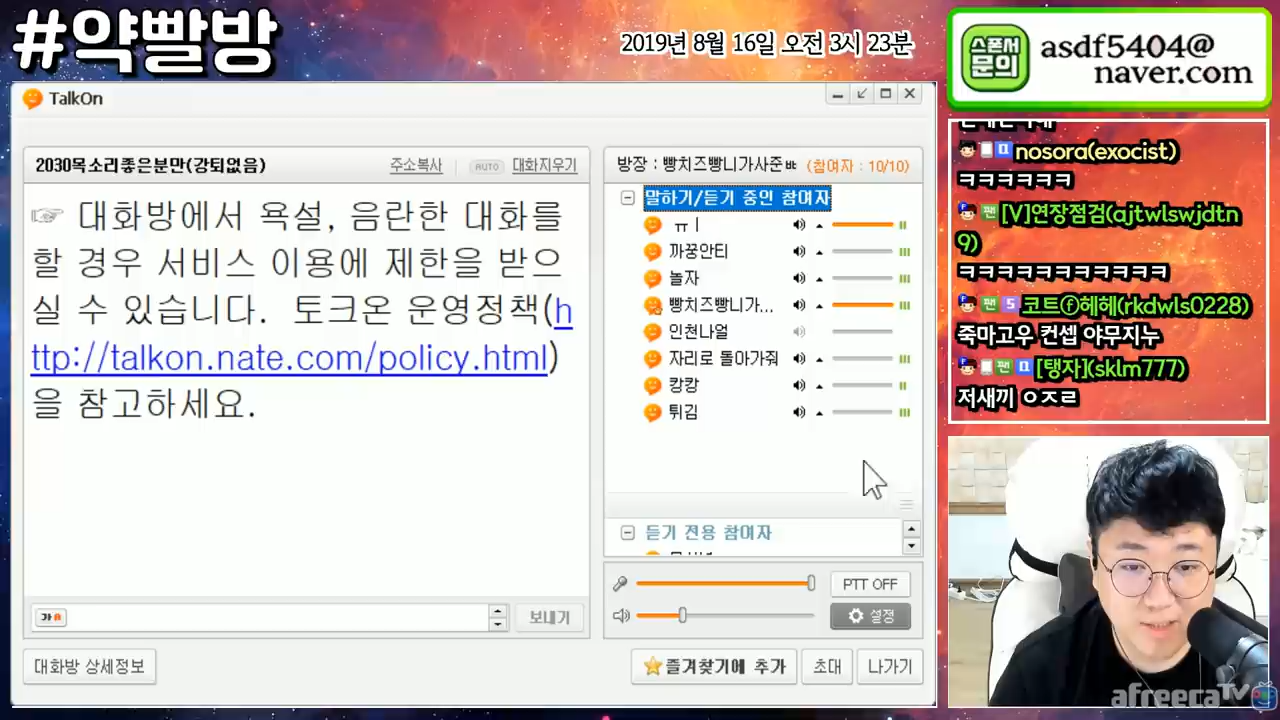 #약빨방
2019년 8월 16일 오전 3시 23분
스폰서
문의
asdf5404@
naver.com
TalkOn
2030목소리좋은분만(강퇴없음)
주소복사
AUTO
대화지우기
☞ 대화방에서 욕설, 음란한 대화를
할 경우 서비스 이용에 제한을 받으
실 수 있습니다. 토크온 운영정책(h
ttp://talkon.nate.com/policy.html)
을 참고하세요.
가
보내기
대화방 상세정보
방장 : 빵치즈빵니가사준
(참여자 : 10/10)
말하기/듣기 중인 참여자
ㅠㅣ
까꿍안티
놀자
빵치즈빵니가...
인천나얼
자리로 돌아가줘
캉캉
튀김
듣기 전용 참여자
PTT OFF
설정
즐겨찾기에 추가
초대
나가기
nosora(exocist)
ㅋㅋㅋㅋㅋㅋ
팬 [V]연장점검(ajtwlswjdtn
9)
ㅋㅋㅋㅋㅋㅋㅋㅋㅋㅋㅋ
팬 5 코트ⓕ헤헤(rkdwls0228)
죽마고우 컨셉 야무지누
팬 [탱자](sklm777)
저새끼 ㅇㅈㄹ
afreecaTV